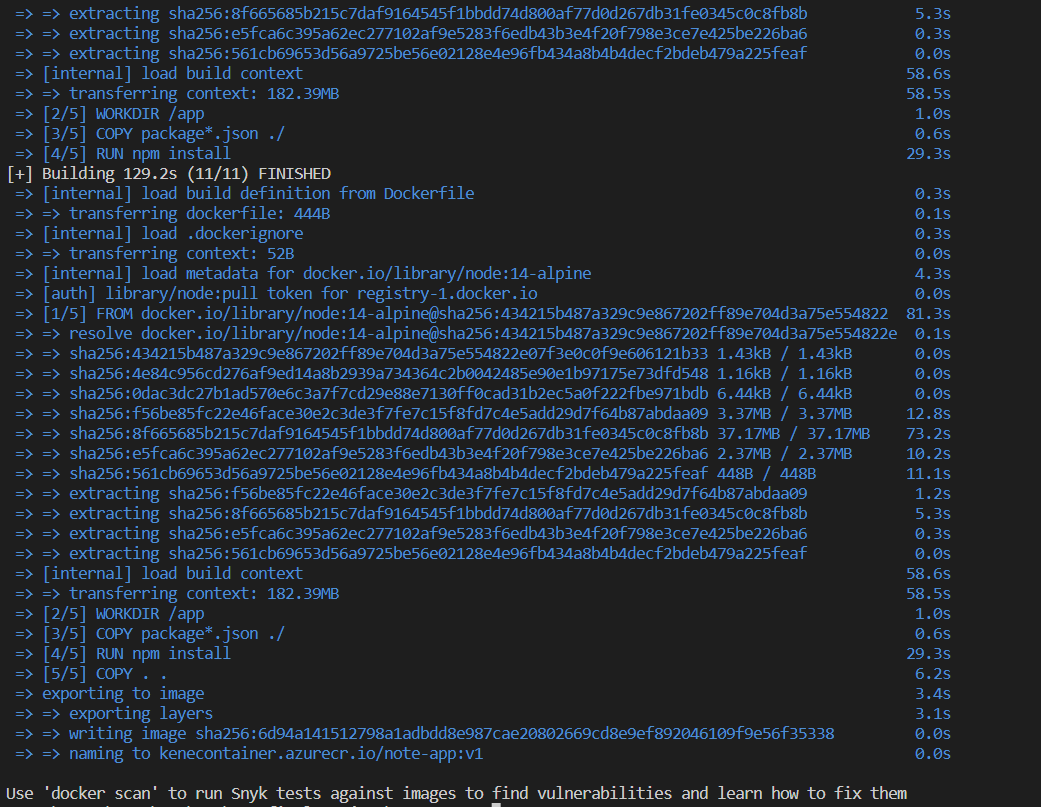 => => extracting sha256:8f665685b215c7daf9164545f1bbdd74d800af77d0d267db31fe0345c0c8fb8b 5.3s
=> => extracting sha256:e5fca6c395a62ec277102af9e5283f6edb43b3e4f20f798e3ce7e425be226ba6 0.3s
=> => extracting sha256:561cb69653d56a9725be56e02128e4e96fb434a8b4b4decf2bdeb479a225feaf 0.0s
=> [internal] load build context 58.6s
=> => transferring context: 182.39MB 58.5s
=> [2/5] WORKDIR /app 1.0s
=> [3/5] COPY package*.json ./ 0.6s
=> [4/5] RUN npm install 29.3s
[+] Building 129.2s (11/11) FINISHED
=> [internal] load build definition from Dockerfile 0.3s
=> => transferring dockerfile: 444B 0.1s
=> [internal] load .dockerignore 0.3s
=> => transferring context: 52B 0.0s
=> [internal] load metadata for docker.io/library/node:14-alpine 4.3s
=> [auth] library/node:pull token for registry-1.docker.io 0.0s
=> [1/5] FROM docker.io/library/node:14-alpine@sha256:434215b487a329c9e867202ff89e704d3a75e554822 81.3s
=> => resolve docker.io/library/node:14-alpine@sha256:434215b487a329c9e867202ff89e704d3a75e554822e 0.1s
=> => sha256:434215b487a329c9e867202ff89e704d3a75e554822e07f3e0c0f9e606121b33 1.43kB / 1.43kB 0.0s
=> => sha256:4e84c956cd276af9ed14a8b2939a734364c2b0042485e90e1b97175e73dfd548 1.16kB / 1.16kB 0.0s
=> => sha256:0dac3dc27b1ad570e6c3a7f7cd29e88e7130ff0cad31b2ec5a0f222fbe971bdb 6.44kB / 6.44kB 0.0s
=> => sha256:f56be85fc22e46face30e2c3de3f7fe7c15f8fd7c4e5add29d7f64b87abdaa09 3.37MB / 3.37MB 12.8s
=> => sha256:8f665685b215c7daf9164545f1bbdd74d800af77d0d267db31fe0345c0c8fb8b 37.17MB / 37.17MB 73.2s
=> => sha256:e5fca6c395a62ec277102af9e5283f6edb43b3e4f20f798e3ce7e425be226ba6 2.37MB / 2.37MB 10.2s
=> => sha256:561cb69653d56a9725be56e02128e4e96fb434a8b4b4decf2bdeb479a225feaf 448B / 448B 11.1s
=> => extracting sha256:f56be85fc22e46face30e2c3de3f7fe7c15f8fd7c4e5add29d7f64b87abdaa09 1.2s
=> => extracting sha256:8f665685b215c7daf9164545f1bbdd74d800af77d0d267db31fe0345c0c8fb8b 5.3s
=> => extracting sha256:e5fca6c395a62ec277102af9e5283f6edb43b3e4f20f798e3ce7e425be226ba6 0.3s
=> => extracting sha256:561cb69653d56a9725be56e02128e4e96fb434a8b4b4decf2bdeb479a225feaf 0.0s
=> [internal] load build context 58.6s
=> => transferring context: 182.39MB 58.5s
=> [2/5] WORKDIR /app 1.0s
=> [3/5] COPY package*.json ./ 0.6s
=> [4/5] RUN npm install 29.3s
=> [5/5] COPY . . 6.2s
=> exporting to image 3.4s
=> => exporting layers 3.1s
=> => writing image sha256:6d94a141512798a1adbdd8e987cae20802669cd8e9ef892046109f9e56f35338 0.0s
=> => naming to kenecontainer.azurecr.io/note-app:v1 0.0s
Use 'docker scan' to run Snyk tests against images to find vulnerabilities and learn how to fix them